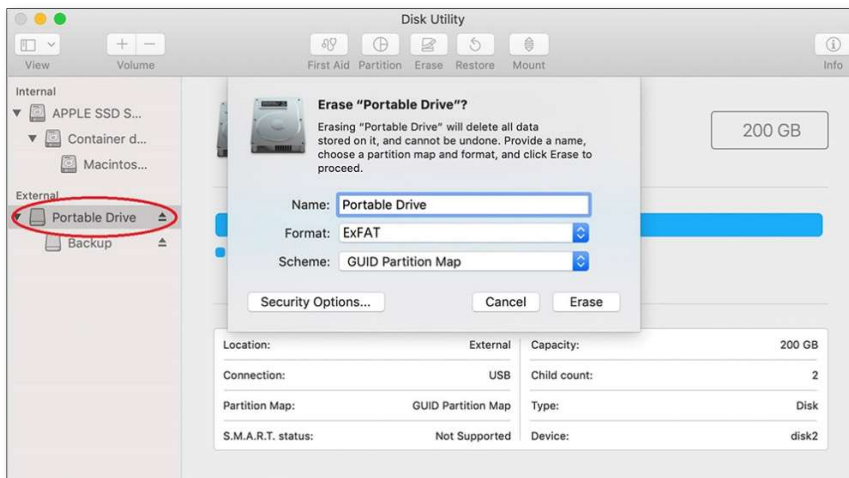 Disk Utility
View
Volume
First Aid
Partition
Erase
Restore
Mount
Info
Internal
APPLE SSD S...
Container d...
Macintos...
External
Portable Drive
Backup
Erase “Portable Drive”?
Erasing “Portable Drive” will delete all data
stored on it, and cannot be undone. Provide a name,
choose a partition map and format, and click Erase to
proceed.
Name: Portable Drive
Format: ExFAT
Scheme: GUID Partition Map
Security Options...
Cancel
Erase
200 GB
Location: External
Capacity: 200 GB
Connection: USB
Child count: 2
Partition Map: GUID Partition Map
Type: Disk
S.M.A.R.T. status: Not Supported
Device: disk2